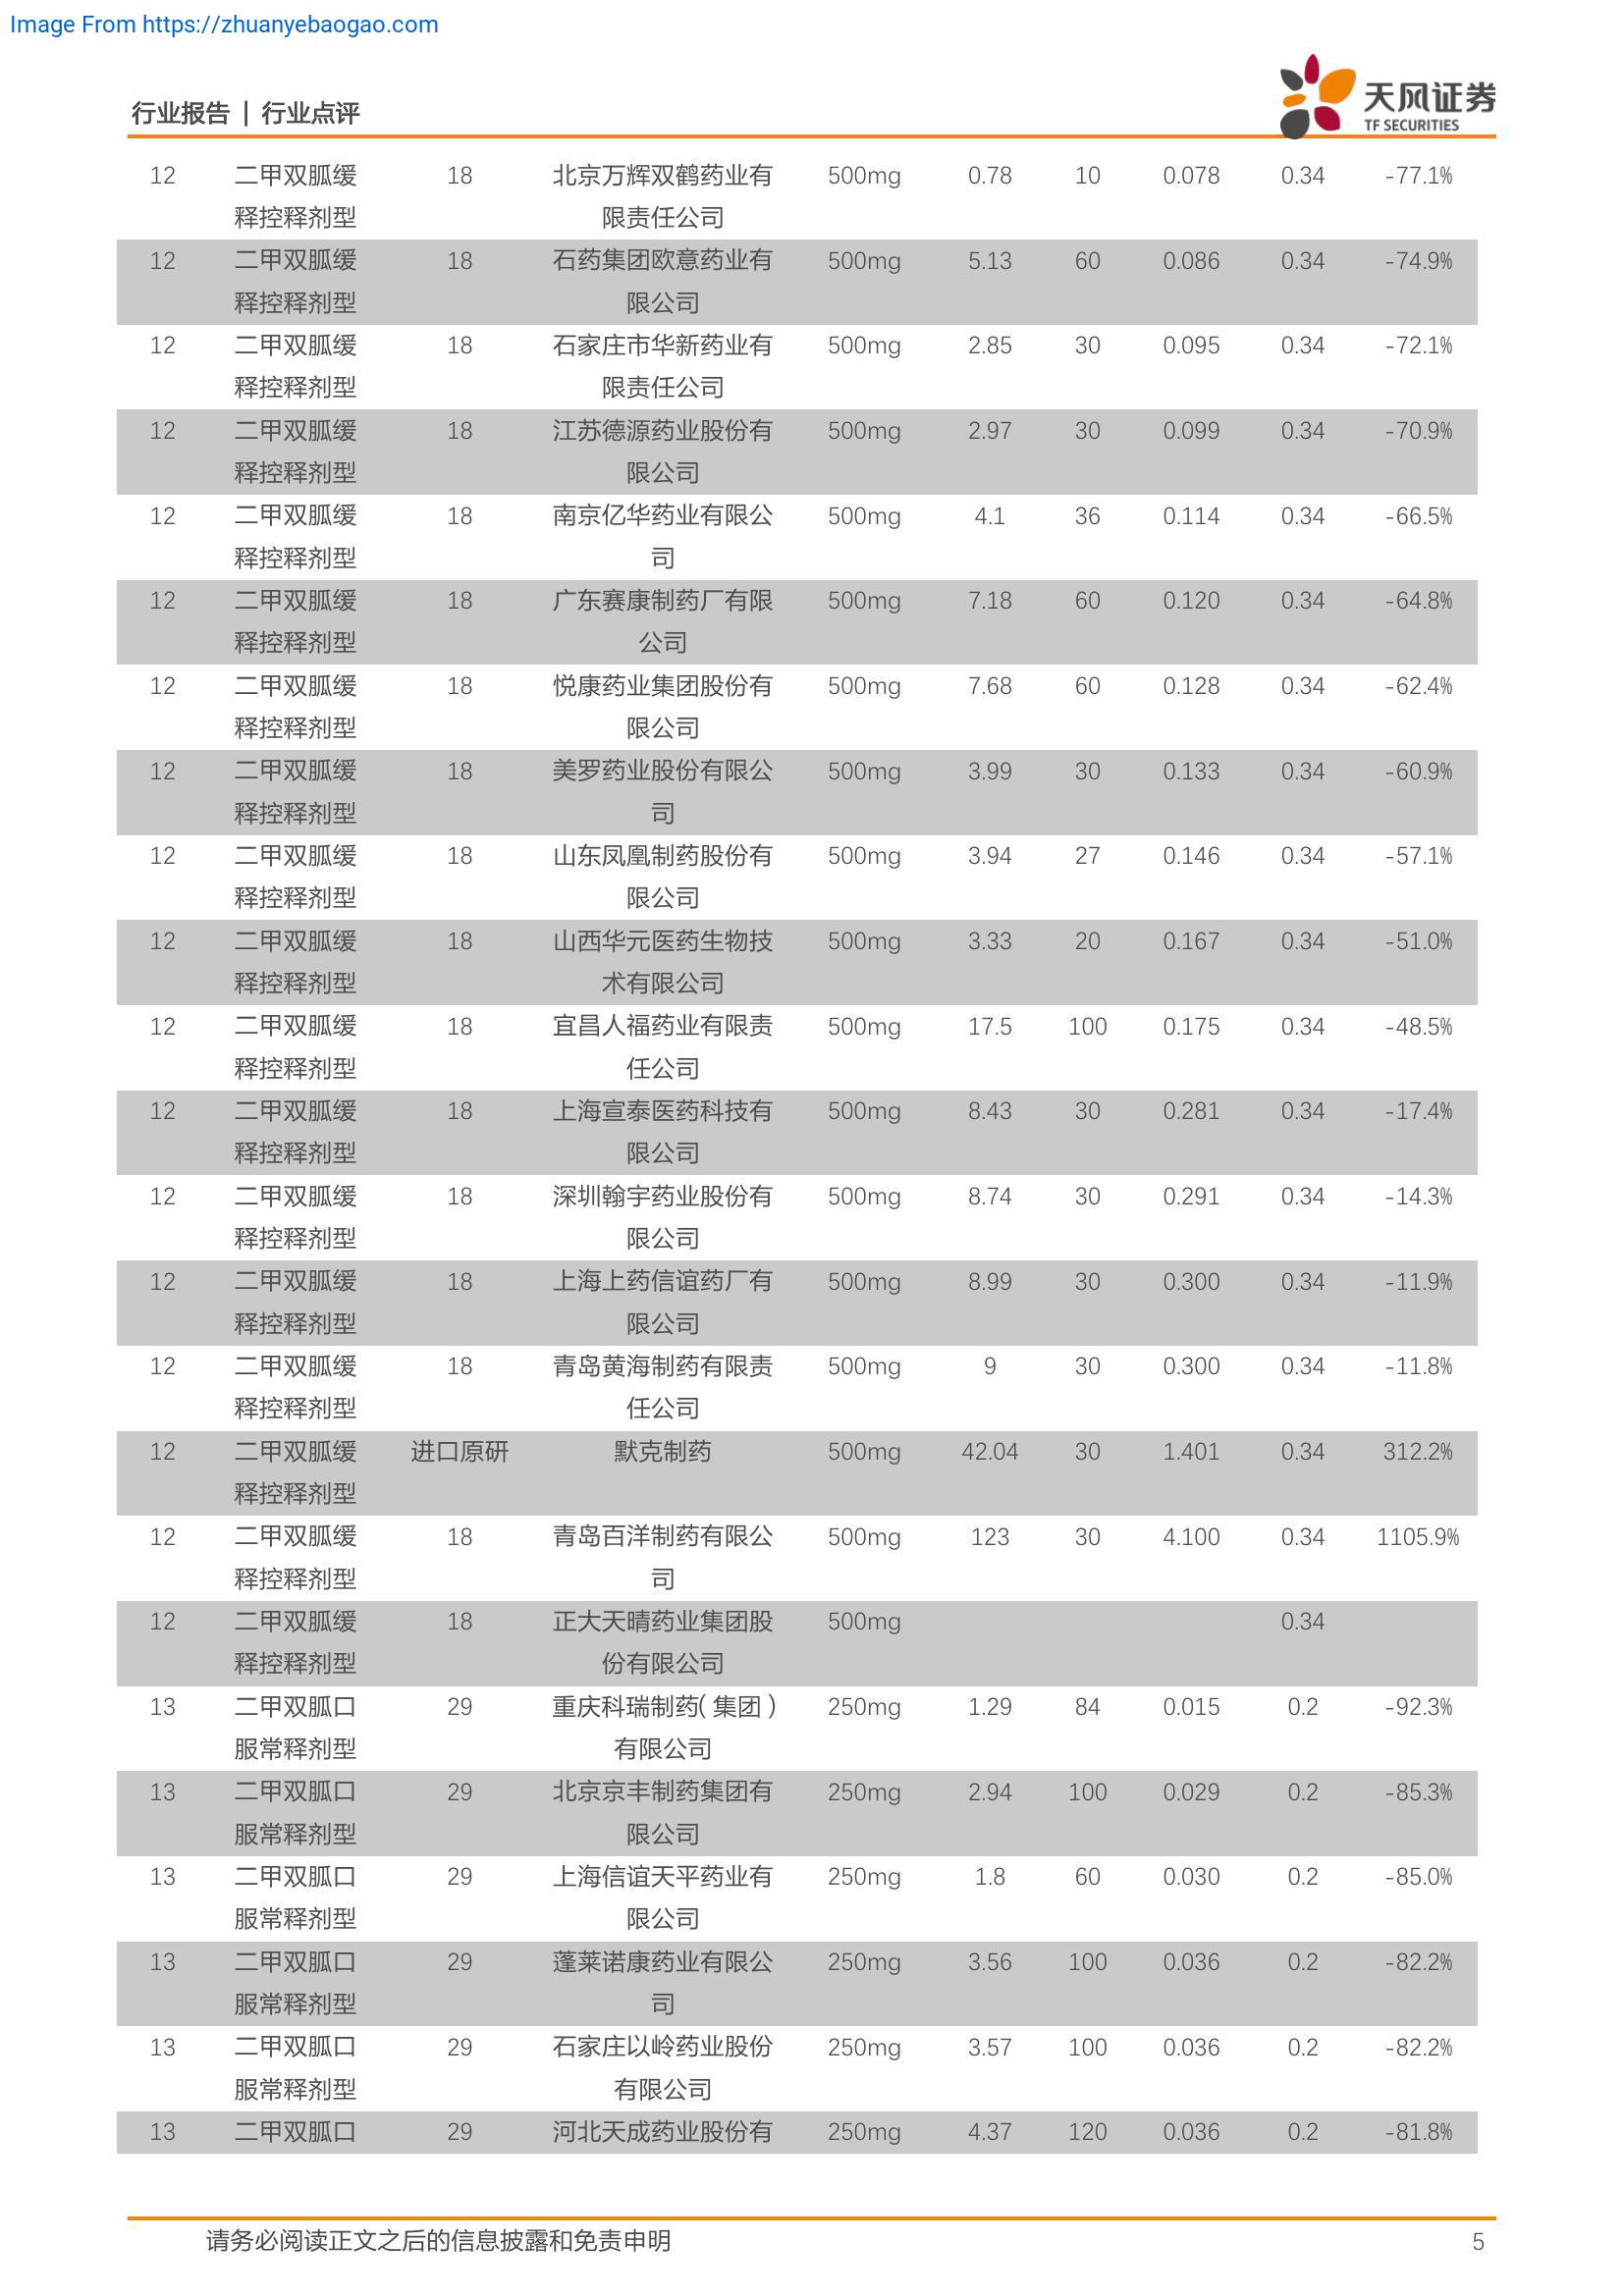 Image From https://zhuanyebaogao.com
行业报告 | 行业点评
天风证券
TF SECURITIES
12 二甲双胍缓 18 北京万辉双鹤药业有 500mg 0.78 10 0.078 0.34 -77.1%
释控释剂型 限责任公司
12 二甲双胍缓 18 石药集团欧意药业有 500mg 5.13 60 0.086 0.34 -74.9%
释控释剂型 限公司
12 二甲双胍缓 18 石家庄市华新药业有 500mg 2.85 30 0.095 0.34 -72.1%
释控释剂型 限责任公司
12 二甲双胍缓 18 江苏德源药业股份有 500mg 2.97 30 0.099 0.34 -70.9%
释控释剂型 限公司
12 二甲双胍缓 18 南京亿华药业有限公 500mg 4.1 36 0.114 0.34 -66.5%
释控释剂型 司
12 二甲双胍缓 18 广东赛康制药厂有限 500mg 7.18 60 0.120 0.34 -64.8%
释控释剂型 公司
12 二甲双胍缓 18 悦康药业集团股份有 500mg 7.68 60 0.128 0.34 -62.4%
释控释剂型 限公司
12 二甲双胍缓 18 美罗药业股份有限公 500mg 3.99 30 0.133 0.34 -60.9%
释控释剂型 司
12 二甲双胍缓 18 山东凤凰制药股份有 500mg 3.94 27 0.146 0.34 -57.1%
释控释剂型 限公司
12 二甲双胍缓 18 山西华元医药生物技 500mg 3.33 20 0.167 0.34 -51.0%
释控释剂型 术有限公司
12 二甲双胍缓 18 宜昌人福药业有限责 500mg 17.5 100 0.175 0.34 -48.5%
释控释剂型 任公司
12 二甲双胍缓 18 上海宣泰医药科技有 500mg 8.43 30 0.281 0.34 -17.4%
释控释剂型 限公司
12 二甲双胍缓 18 深圳翰宇药业股份有 500mg 8.74 30 0.291 0.34 -14.3%
释控释剂型 限公司
12 二甲双胍缓 18 上海上药信谊药厂有 500mg 8.99 30 0.300 0.34 -11.9%
释控释剂型 限公司
12 二甲双胍缓 18 青岛黄海制药有限责 500mg 9 30 0.300 0.34 -11.8%
释控释剂型 任公司
12 二甲双胍缓 进口原研 默克制药 500mg 42.04 30 1.401 0.34 312.2%
释控释剂型
12 二甲双胍缓 18 青岛百洋制药有限公 500mg 123 30 4.100 0.34 1105.9%
释控释剂型 司
12 二甲双胍缓 18 正大天晴药业集团股 500mg 0.34
释控释剂型 份有限公司
13 二甲双胍口 29 重庆科瑞制药(集团) 250mg 1.29 84 0.015 0.2 -92.3%
服常释剂型 有限公司
13 二甲双胍口 29 北京京丰制药集团有 250mg 2.94 100 0.029 0.2 -85.3%
服常释剂型 限公司
13 二甲双胍口 29 上海信谊天平药业有 250mg 1.8 60 0.030 0.2 -85.0%
服常释剂型 限公司
13 二甲双胍口 29 蓬莱诺康药业有限公 250mg 3.56 100 0.036 0.2 -82.2%
服常释剂型 司
13 二甲双胍口 29 石家庄以岭药业股份 250mg 3.57 100 0.036 0.2 -82.2%
服常释剂型 有限公司
13 二甲双胍口 29 河北天成药业股份有 250mg 4.37 120 0.036 0.2 -81.8%
请务必阅读正文之后的信息披露和免责申明 5